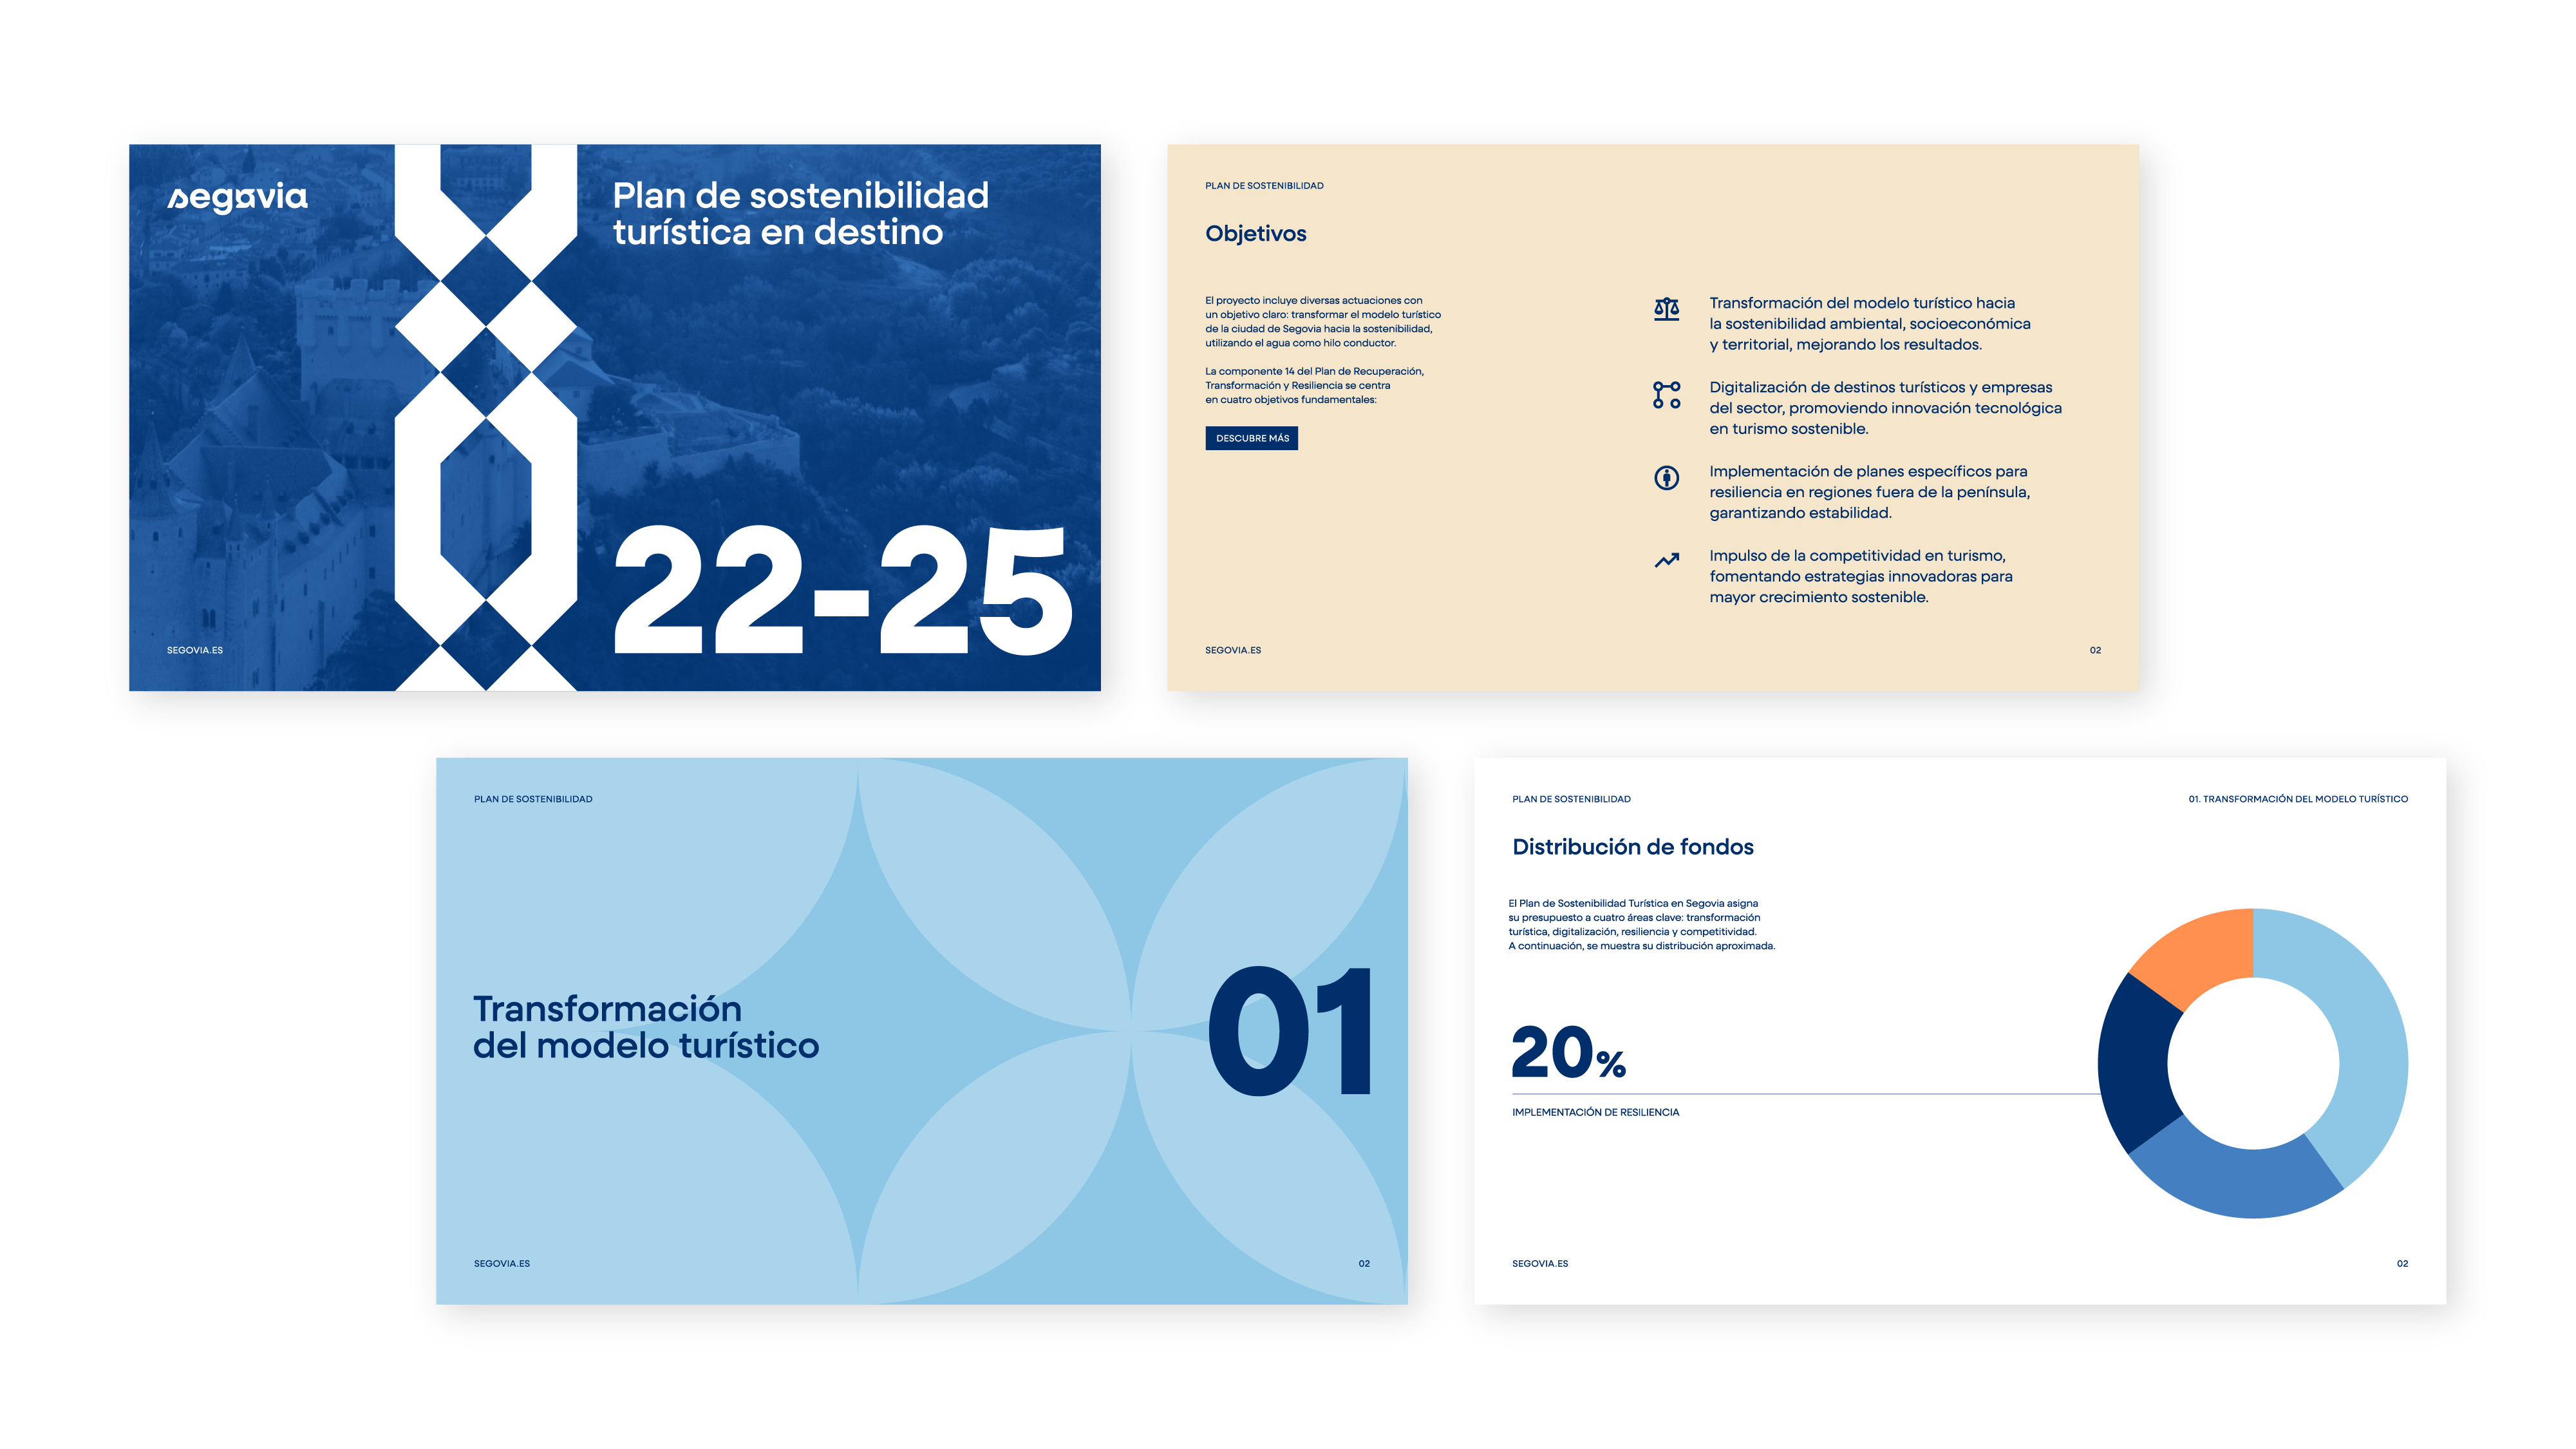 segovia
Plan de sostenibilidad
turística en destino
22-25
SEGOVIA.ES
PLAN DE SOSTENIBILIDAD
Objetivos
El proyecto incluye diversas actuaciones con
un objetivo claro: transformar el modelo turístico
de la ciudad de Segovia hacia la sostenibilidad,
utilizando el agua como hilo conductor.
La componente 14 del Plan de Recuperación,
Transformación y Resiliencia se centra
en cuatro objetivos fundamentales:
DESCUBRE MÁS
Transformación del modelo turístico hacia
la sostenibilidad ambiental, socioeconómica
y territorial, mejorando los resultados.
Digitalización de destinos turísticos y empresas
del sector, promoviendo innovación tecnológica
en turismo sostenible.
Implementación de planes específicos para
resiliencia en regiones fuera de la península,
garantizando estabilidad.
Impulso de la competitividad en turismo,
fomentando estrategias innovadoras para
mayor crecimiento sostenible.
SEGOVIA.ES
02
PLAN DE SOSTENIBILIDAD
Transformación
del modelo turístico
01
SEGOVIA.ES
02
PLAN DE SOSTENIBILIDAD
01. TRANSFORMACIÓN DEL MODELO TURÍSTICO
Distribución de fondos
El Plan de Sostenibilidad Turística en Segovia asigna
su presupuesto a cuatro áreas clave: transformación
turística, digitalización, resiliencia y competitividad.
A continuación, se muestra su distribución aproximada.
20%
IMPLEMENTACIÓN DE RESILIENCIA
SEGOVIA.ES
02